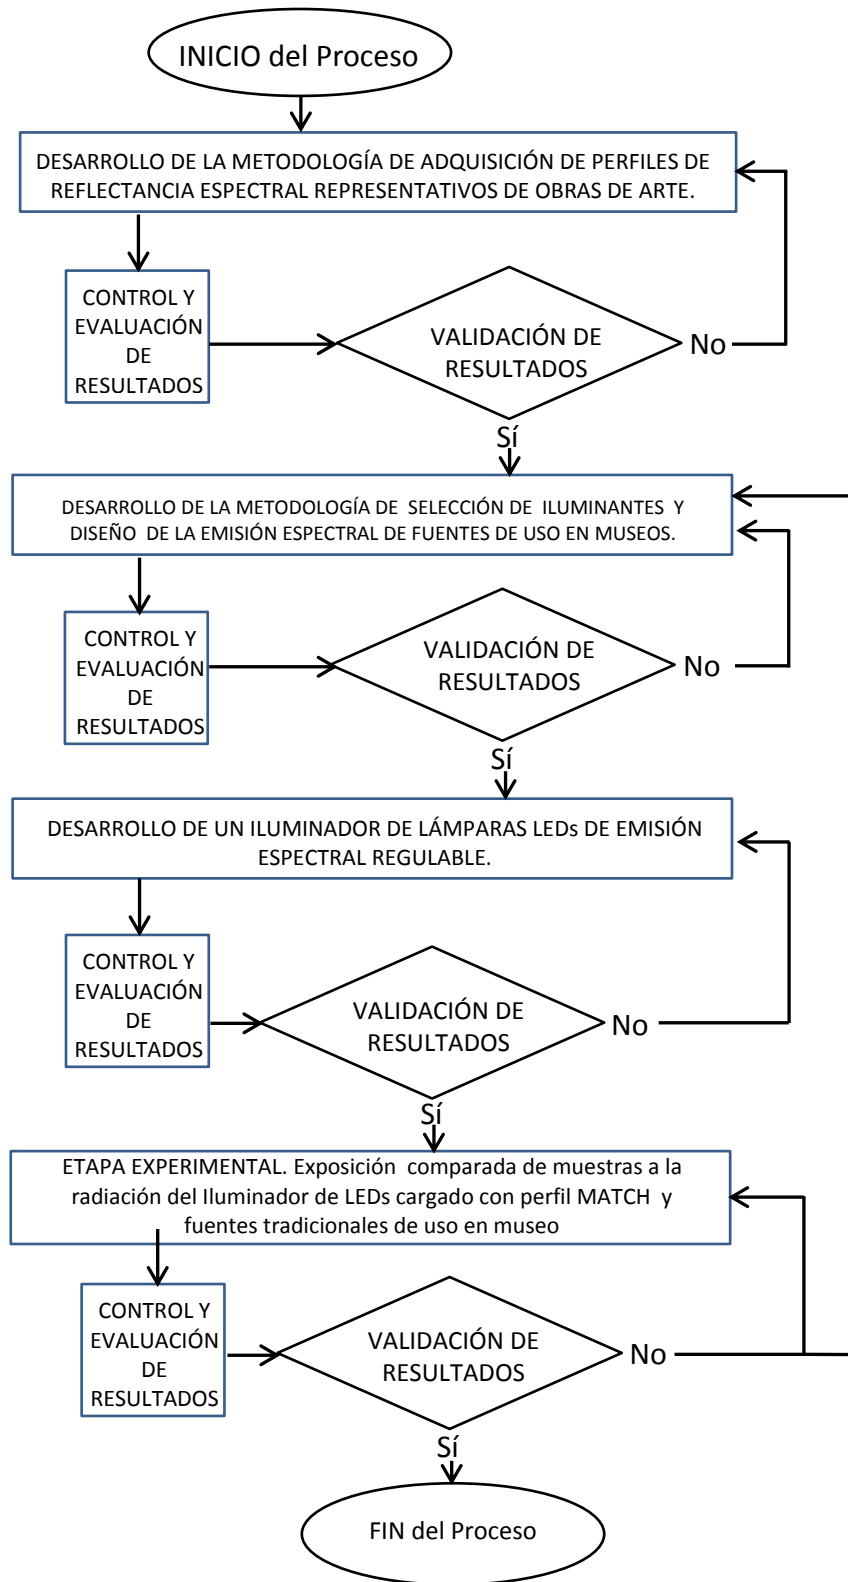 INICIO del Proceso
DESARROLLO DE LA METODOLOGÍA DE ADQUISICIÓN DE PERFILES DE
REFLECTANCIA ESPECTRAL REPRESENTATIVOS DE OBRAS DE ARTE.
CONTROL Y
EVALUACIÓN
DE
RESULTADOS
VALIDACIÓN DE
RESULTADOS
No
Sí
DESARROLLO DE LA METODOLOGÍA DE SELECCIÓN DE ILUMINANTES Y
DISEÑO DE LA EMISIÓN ESPECTRAL DE FUENTES DE USO EN MUSEOS.
CONTROL Y
EVALUACIÓN
DE
RESULTADOS
VALIDACIÓN DE
RESULTADOS
No
Sí
DESARROLLO DE UN ILUMINADOR DE LÁMPARAS LEDs DE EMISIÓN
ESPECTRAL REGULABLE.
CONTROL Y
EVALUACIÓN
DE
RESULTADOS
VALIDACIÓN DE
RESULTADOS
No
Sí
ETAPA EXPERIMENTAL. Exposición comparada de muestras a la
radiación del Iluminador de LEDs cargado con perfil MATCH y
fuentes tradicionales de uso en museo
CONTROL Y
EVALUACIÓN
DE
RESULTADOS
VALIDACIÓN DE
RESULTADOS
No
Sí
FIN del Proceso